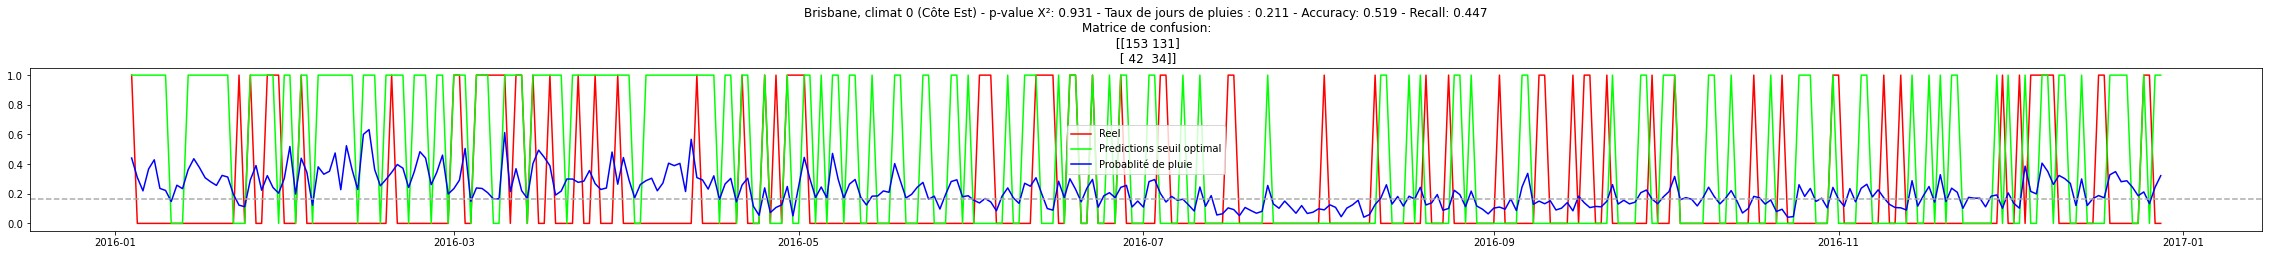 Brisbane, climat 0 (Côte Est) - p-value X²: 0.931 - Taux de jours de pluies : 0.211 - Accuracy: 0.519 - Recall: 0.447
Matrice de confusion:
[[153 131]
[ 42 34]]
1.0
0.8
0.6
0.4
0.2
0.0
Reel
Predictions seuil optimal
Probablité de pluie
2016-01
2016-03
2016-05
2016-07
2016-09
2016-11
2017-01